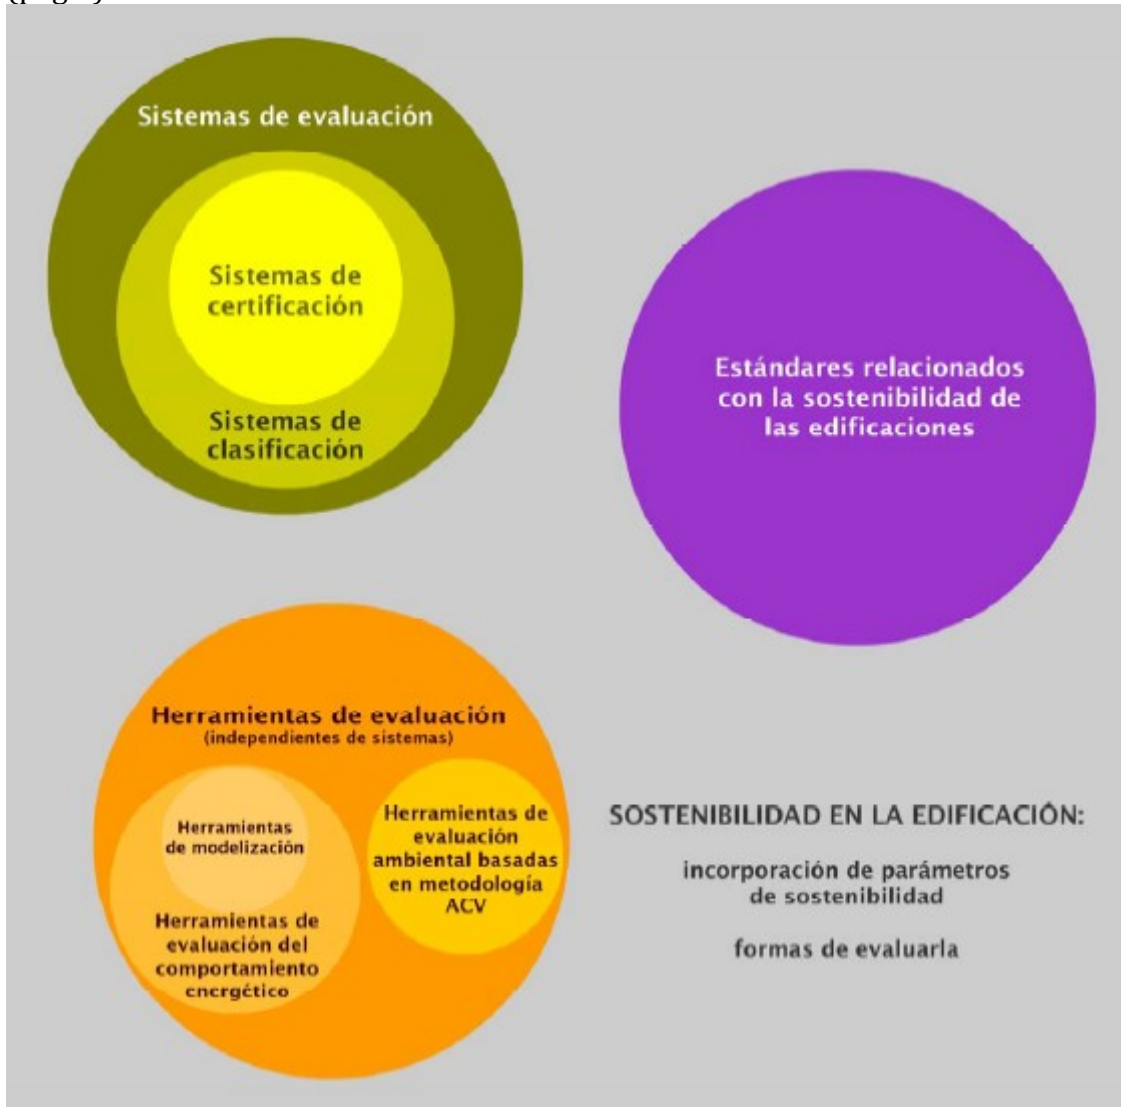 Sistemas de evaluación
Sistemas de
certificación
Sistemas de
clasificación
Estándares relacionados
con la sostenibilidad de
las edificaciones
Herramientas de evaluación
(independientes de sistemas)
Herramientas
de modelización
Herramientas de
evaluación del
comportamiento
energético
Herramientas de
evaluación
ambiental basadas
en metodología
ACV
SOSTENIBILIDAD EN LA EDIFICACIÓN:
incorporación de parámetros
de sostenibilidad
formas de evaluarla